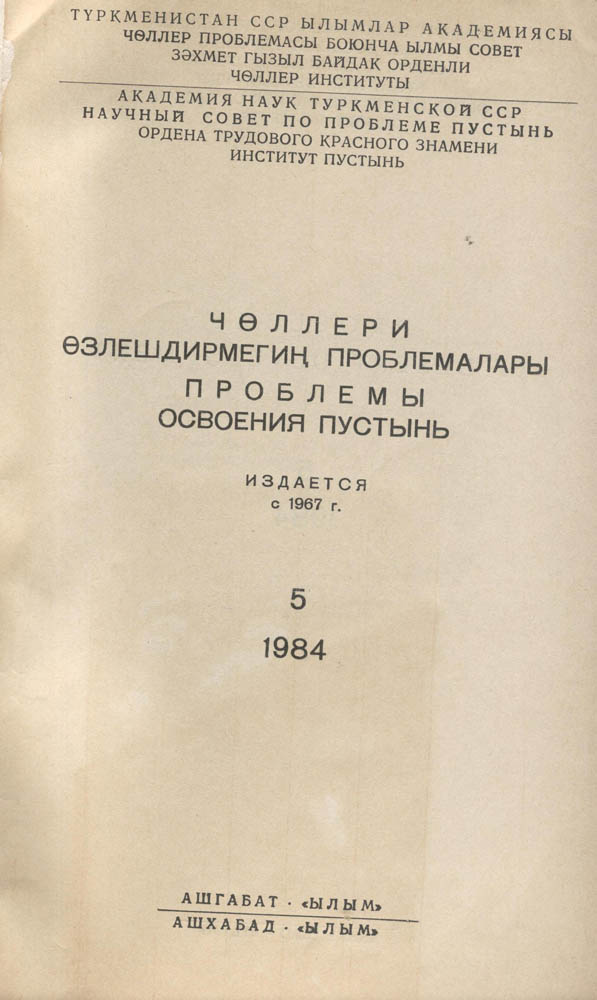 ТҮРКМЕНИСТАН ССР ЫЛЫМЛАР АКАДЕМИЯСЫ
ЧӨЛЛЕР ПРОБЛЕМАСЫ БОЮНЧА ЫЛМЫ СОВЕТ
ЗӘХМЕТ ГЫЗЫЛ БАЙДАК ОРДЕНЛИ
ЧӨЛЛЕР ИНСТИТУТЫ
АКАДЕМИЯ НАУК ТУРКМЕНСКОЙ ССР
НАУЧНЫЙ СОВЕТ ПО ПРОБЛЕМЕ ПУСТЫНЬ
ОРДЕНА ТРУДОВОГО КРАСНОГО ЗНАМЕНИ
ИНСТИТУТ ПУСТЫНЬ
ЧӨЛЛЕРИ
ӨЗЛЕШДИРМЕГИҢ ПРОБЛЕМАЛАРЫ
ПРОБЛЕМЫ
ОСВОЕНИЯ ПУСТЫНЬ
ИЗДАЕТСЯ
с 1967 г.
5
1984
АШГАБАТ · «ЫЛЫМ»
АШХАБАД · «ЫЛЫМ»